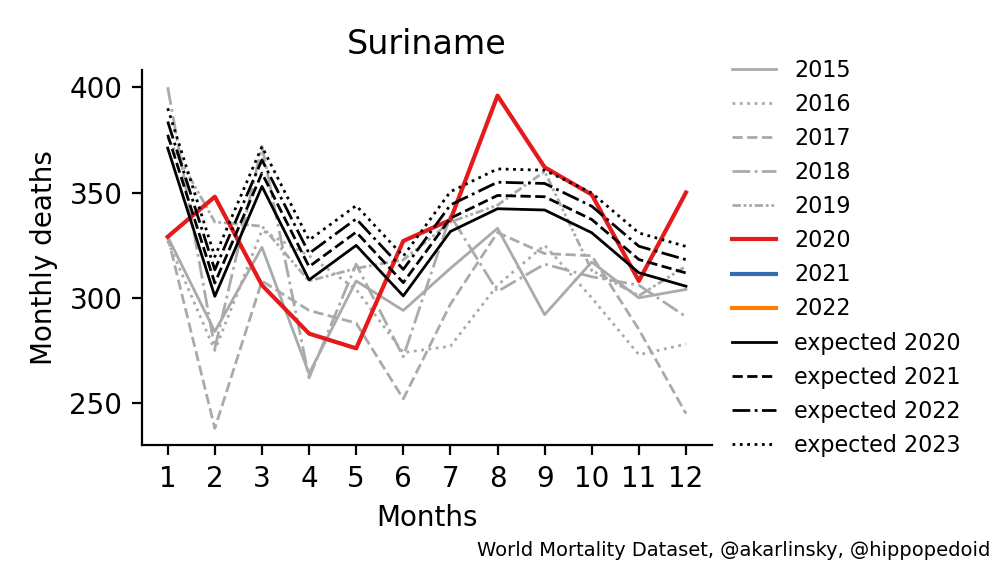 Suriname
Monthly deaths
400
350
300
250
1 2 3 4 5 6 7 8 9 10 11 12
Months
2015
2016
2017
2018
2019
2020
2021
2022
expected 2020
expected 2021
expected 2022
expected 2023
World Mortality Dataset, @akarlinsky, @hippopedoid